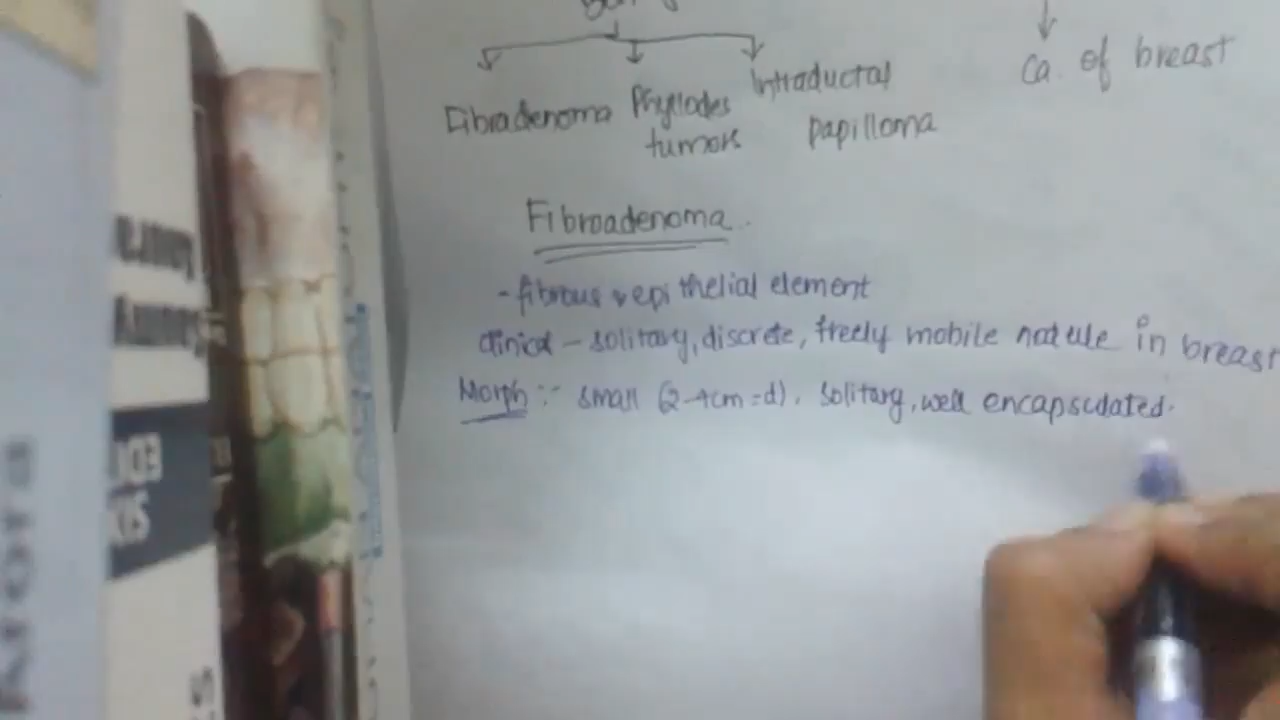 Ca. of breast
Fibradenoma Phyllodes tumors Intraductal papilloma
Fibroadenoma.
- fibrous & epithelial element
clinical - solitary, discrete, freely mobile nodule in breast
Morph :- small (2-4cm=d), solitary, well encapsulated.